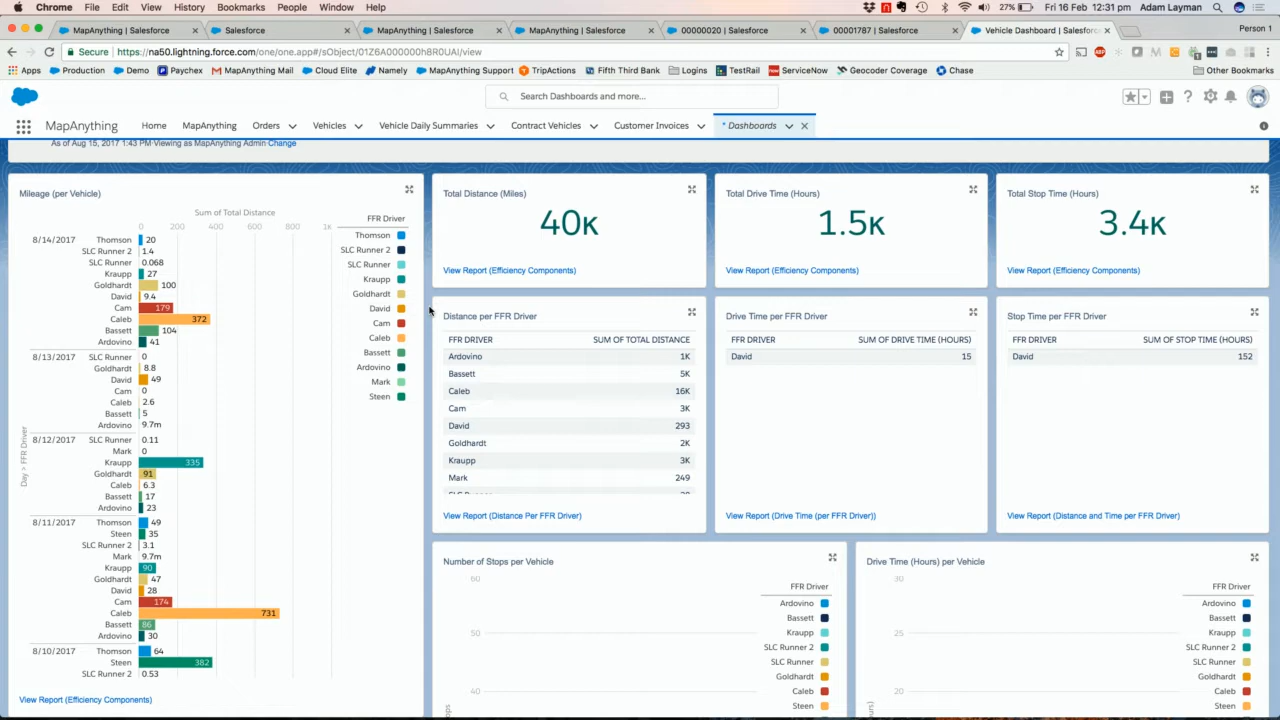 Chrome File Edit View History Bookmarks People Window Help
27% Fri 16 Feb 12:31 pm Adam Layman
MapAnything | Salesforce
Salesforce
MapAnything | Salesforce
MapAnything | Salesforce
00000020 | Salesforce
00001787 | Salesforce
Vehicle Dashboard | Salesforc
Person 1
Secure https://na50.lightning.force.com/one/one.app#/sObject/01Z6A000000h8R0UAI/view
Apps Production Demo Paychex MapAnything Mail Cloud Elite Namely MapAnything Support TripActions Fifth Third Bank Logins TestRail ServiceNow Geocoder Coverage Chase Other Bookmarks
Search Dashboards and more...
MapAnything Home MapAnything Orders Vehicles Vehicle Daily Summaries Contract Vehicles Customer Invoices * Dashboards
As of Aug 15, 2017 1:43 PM·Viewing as MapAnything Admin·Change
Mileage (per Vehicle)
Sum of Total Distance
0 200 400 600 800 1K
Day > FFR Driver
8/14/2017 Thomson 20
SLC Runner 2 1.4
SLC Runner 0.068
Kraupp 27
Goldhardt 100
David 9.4
Cam 179
Caleb 372
Bassett 104
Ardovino 41
8/13/2017 SLC Runner 0
Goldhardt 8.8
David 49
Cam 0
Caleb 2.6
Bassett 5
Ardovino 9.7m
8/12/2017 SLC Runner 0.11
Mark 0
Kraupp 335
Goldhardt 91
Caleb 6.3
Bassett 17
Ardovino 23
8/11/2017 Thomson 49
Steen 35
SLC Runner 2 3.1
Mark 9.7m
Kraupp 90
Goldhardt 47
David 28
Cam 174
Caleb 731
Bassett 86
Ardovino 30
8/10/2017 Thomson 64
Steen 382
SLC Runner 2 0.53
FFR Driver
Thomson
SLC Runner 2
SLC Runner
Kraupp
Goldhardt
David
Cam
Caleb
Bassett
Ardovino
Mark
Steen
View Report (Efficiency Components)
Total Distance (Miles)
40K
View Report (Efficiency Components)
Total Drive Time (Hours)
1.5K
View Report (Efficiency Components)
Total Stop Time (Hours)
3.4K
View Report (Efficiency Components)
Distance per FFR Driver
FFR DRIVER SUM OF TOTAL DISTANCE
Ardovino 1K
Bassett 5K
Caleb 16K
Cam 3K
David 293
Goldhardt 2K
Kraupp 3K
Mark 249
View Report (Distance Per FFR Driver)
Drive Time per FFR Driver
FFR DRIVER SUM OF DRIVE TIME (HOURS)
David 15
View Report (Drive Time (per FFR Driver))
Stop Time per FFR Driver
FFR DRIVER SUM OF STOP TIME (HOURS)
David 152
View Report (Distance and Time per FFR Driver)
Number of Stops per Vehicle
60
50
40
FFR Driver
Ardovino
Bassett
Kraupp
SLC Runner 2
SLC Runner
Goldhardt
Caleb
Steen
Drive Time (Hours) per Vehicle
30
25
20
FFR Driver
Ardovino
Bassett
Kraupp
SLC Runner 2
SLC Runner
Goldhardt
Caleb
Steen